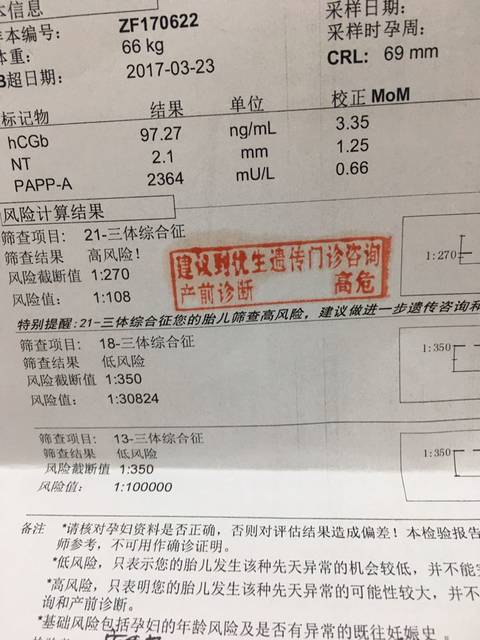 本信息
样本编号: ZF170622
体重: 66 kg
B超日期: 2017-03-23
采样日期:
采样时孕周:
CRL: 69 mm
标记物 结果 单位 校正 MoM
hCGb 97.27 ng/mL 3.35
NT 2.1 mm 1.25
PAPP-A 2364 mU/L 0.66
风险计算结果
筛查项目: 21-三体综合征
筛查结果 高风险!
风险截断值 1:270
风险值: 1:108
建议到优生遗传门诊咨询
产前诊断 高危
1:270
特别提醒:21-三体综合征您的胎儿筛查高风险,建议做进一步遗传咨询和
筛查项目: 18-三体综合征
筛查结果 低风险
风险截断值 1:350
风险值: 1:30824
1:350
筛查项目: 13-三体综合征
筛查结果 低风险
风险截断值 1:350
风险值: 1:100000
1:350
备注 *请核对孕妇资料是否正确,否则对评估结果造成偏差!本检验报告
师参考,不可用作确诊证明。
*低风险,只表示您的胎儿发生该种先天异常的机会较低,并不能完
*高风险,只表明您的胎儿发生该种先天异常的可能性较大,并不
询和产前诊断。
*基础风险包括孕妇的年龄风险及是否有异常的既往妊娠史。